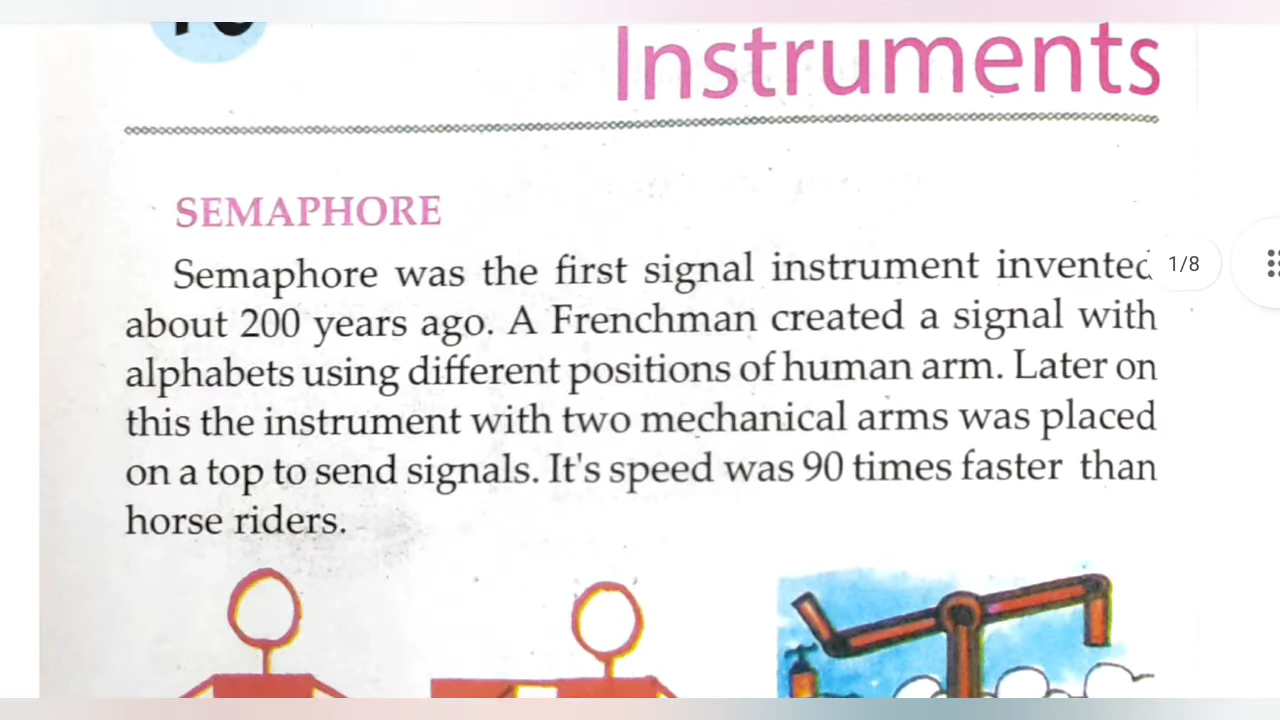 Instruments
SEMAPHORE
Semaphore was the first signal instrument invented
1/8
about 200 years ago. A Frenchman created a signal with
alphabets using different positions of human arm. Later on
this the instrument with two mechanical arms was placed
on a top to send signals. It's speed was 90 times faster than
horse riders.